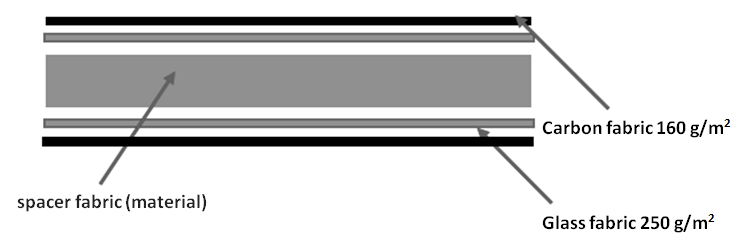 Carbon fabric 160 g/m²
spacer fabric (material)
Glass fabric 250 g/m²